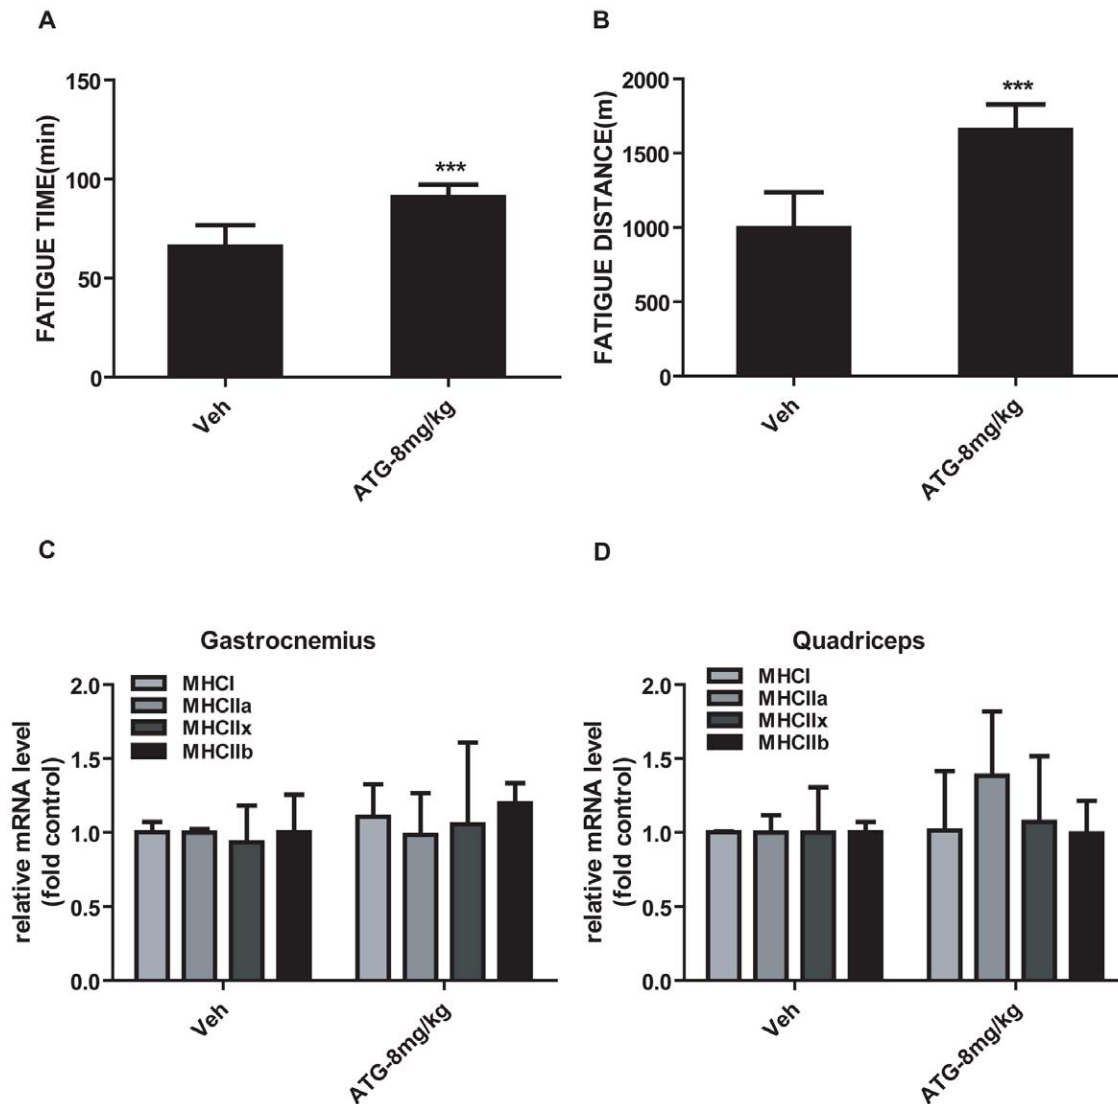 A
FATIGUE TIME(min)
150
100
50
0
***
Veh
ATG-8mg/kg
B
FATIGUE DISTANCE(m)
2000
1500
1000
500
0
***
Veh
ATG-8mg/kg
C
Gastrocnemius
relative mRNA level
(fold control)
2.0
1.5
1.0
0.5
0.0
MHCI
MHCIIa
MHCIIx
MHCIIb
Veh
ATG-8mg/kg
D
Quadriceps
relative mRNA level
(fold control)
2.0
1.5
1.0
0.5
0.0
MHCI
MHCIIa
MHCIIx
MHCIIb
Veh
ATG-8mg/kg